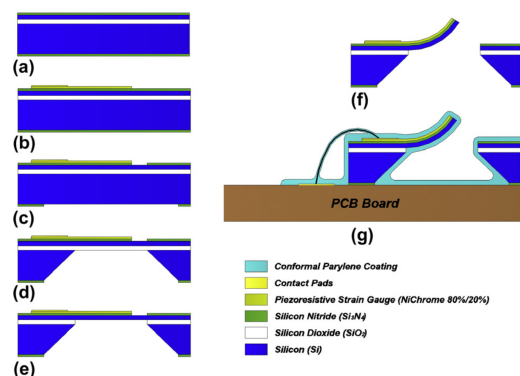 (a)
(b)
(c)
(d)
(e)
(f)
PCB Board
(g)
Conformal Parylene Coating
Contact Pads
Piezoresistive Strain Gauge (NiChrome 80%/20%)
Silicon Nitride (Si₃N₄)
Silicon Dioxide (SiO₂)
Silicon (Si)